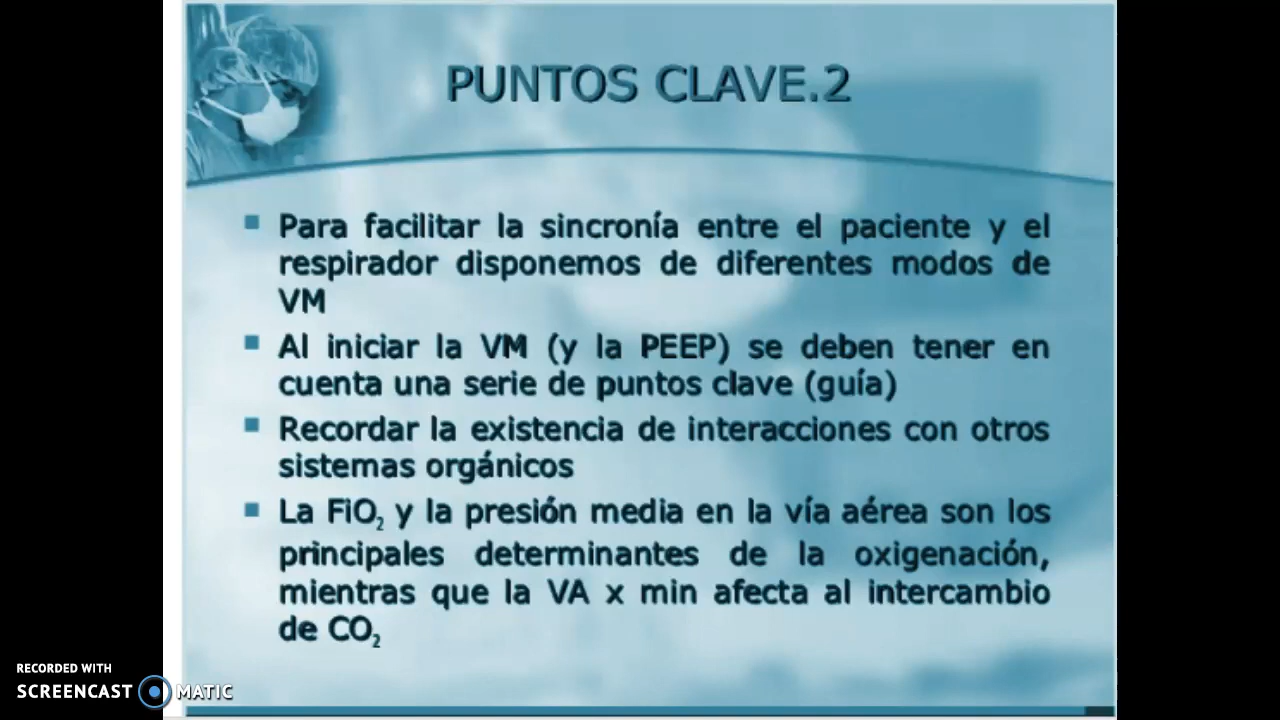 PUNTOS CLAVE.2
Para facilitar la sincronía entre el paciente y el
respirador disponemos de diferentes modos de
VM
Al iniciar la VM (y la PEEP) se deben tener en
cuenta una serie de puntos clave (guía)
Recordar la existencia de interacciones con otros
sistemas orgánicos
La FiO₂ y la presión media en la vía aérea son los
principales determinantes de la oxigenación,
mientras que la VA x min afecta al intercambio
de CO₂
RECORDED WITH
SCREENCAST MATIC